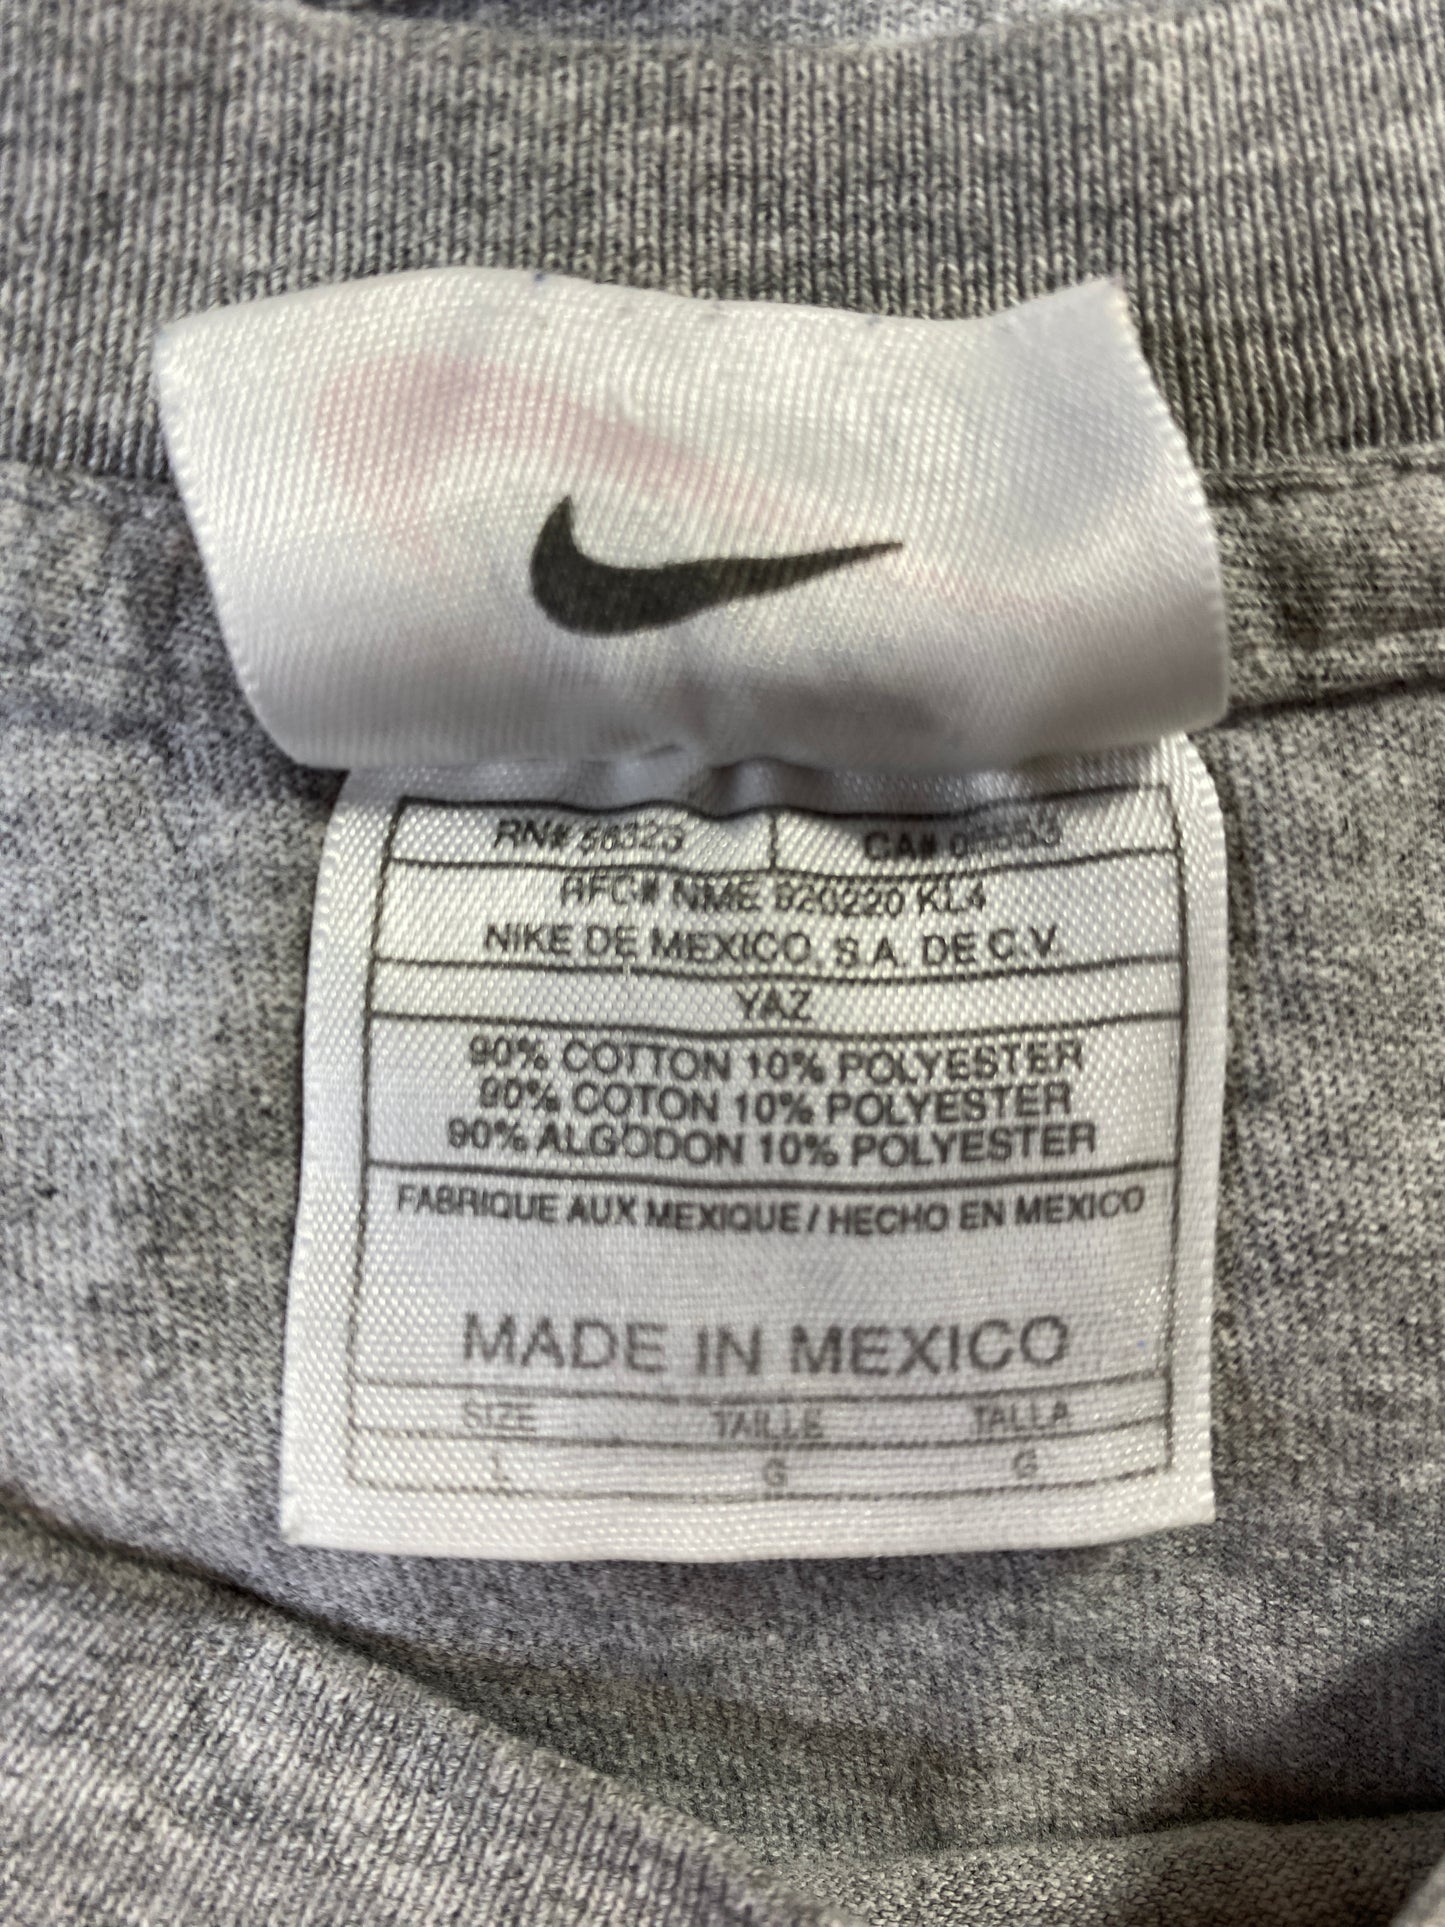 RN# 56323
RFC# NME 920220 KL4
NIKE DE MEXICO, S.A. DE C.V.
YAZ
90% COTTON 10% POLYESTER
90% COTON 10% POLYESTER
90% ALGODON 10% POLYESTER
FABRIQUE AUX MEXIQUE / HECHO EN MEXICO
MADE IN MEXICO
SIZE TAILLE TALLA
L G G